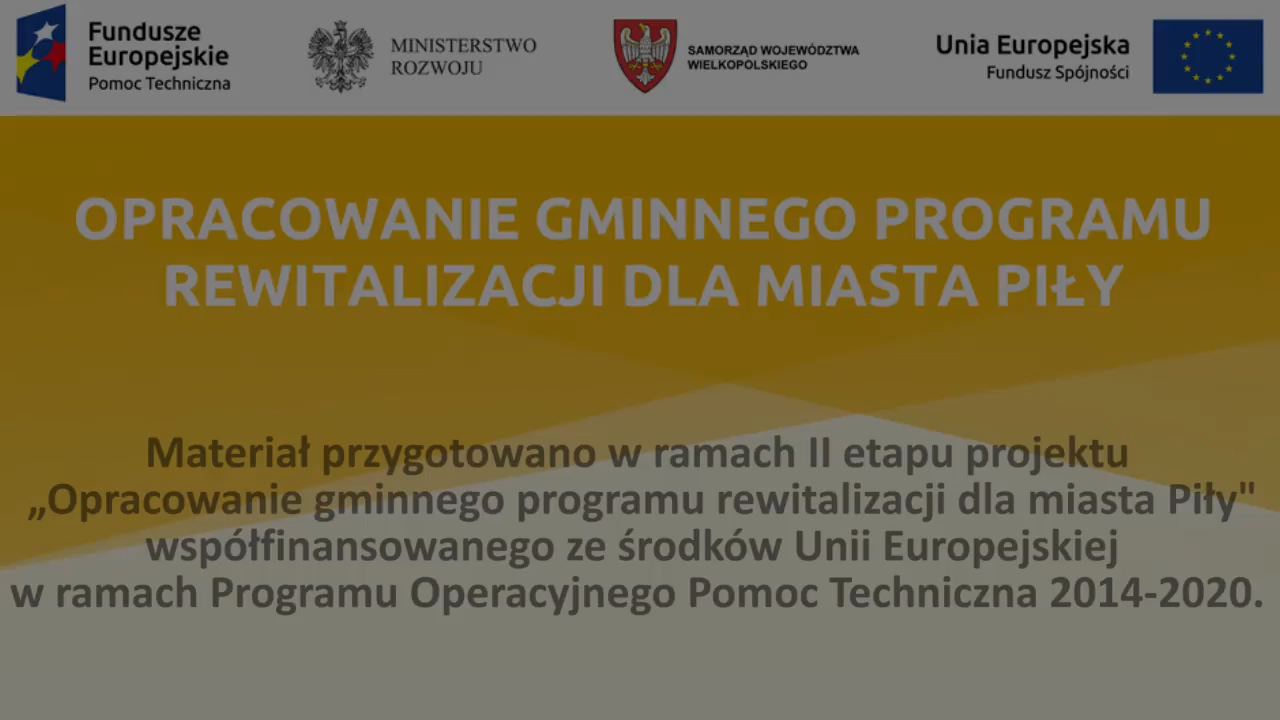 Fundusze
Europejskie
Pomoc Techniczna
MINISTERSTWO
ROZWOJU
SAMORZĄD WOJEWÓDZTWA
WIELKOPOLSKIEGO
Unia Europejska
Fundusz Spójności
OPRACOWANIE GMINNEGO PROGRAMU
REWITALIZACJI DLA MIASTA PIŁY
Materiał przygotowano w ramach II etapu projektu
„Opracowanie gminnego programu rewitalizacji dla miasta Piły"
współfinansowanego ze środków Unii Europejskiej
w ramach Programu Operacyjnego Pomoc Techniczna 2014-2020.